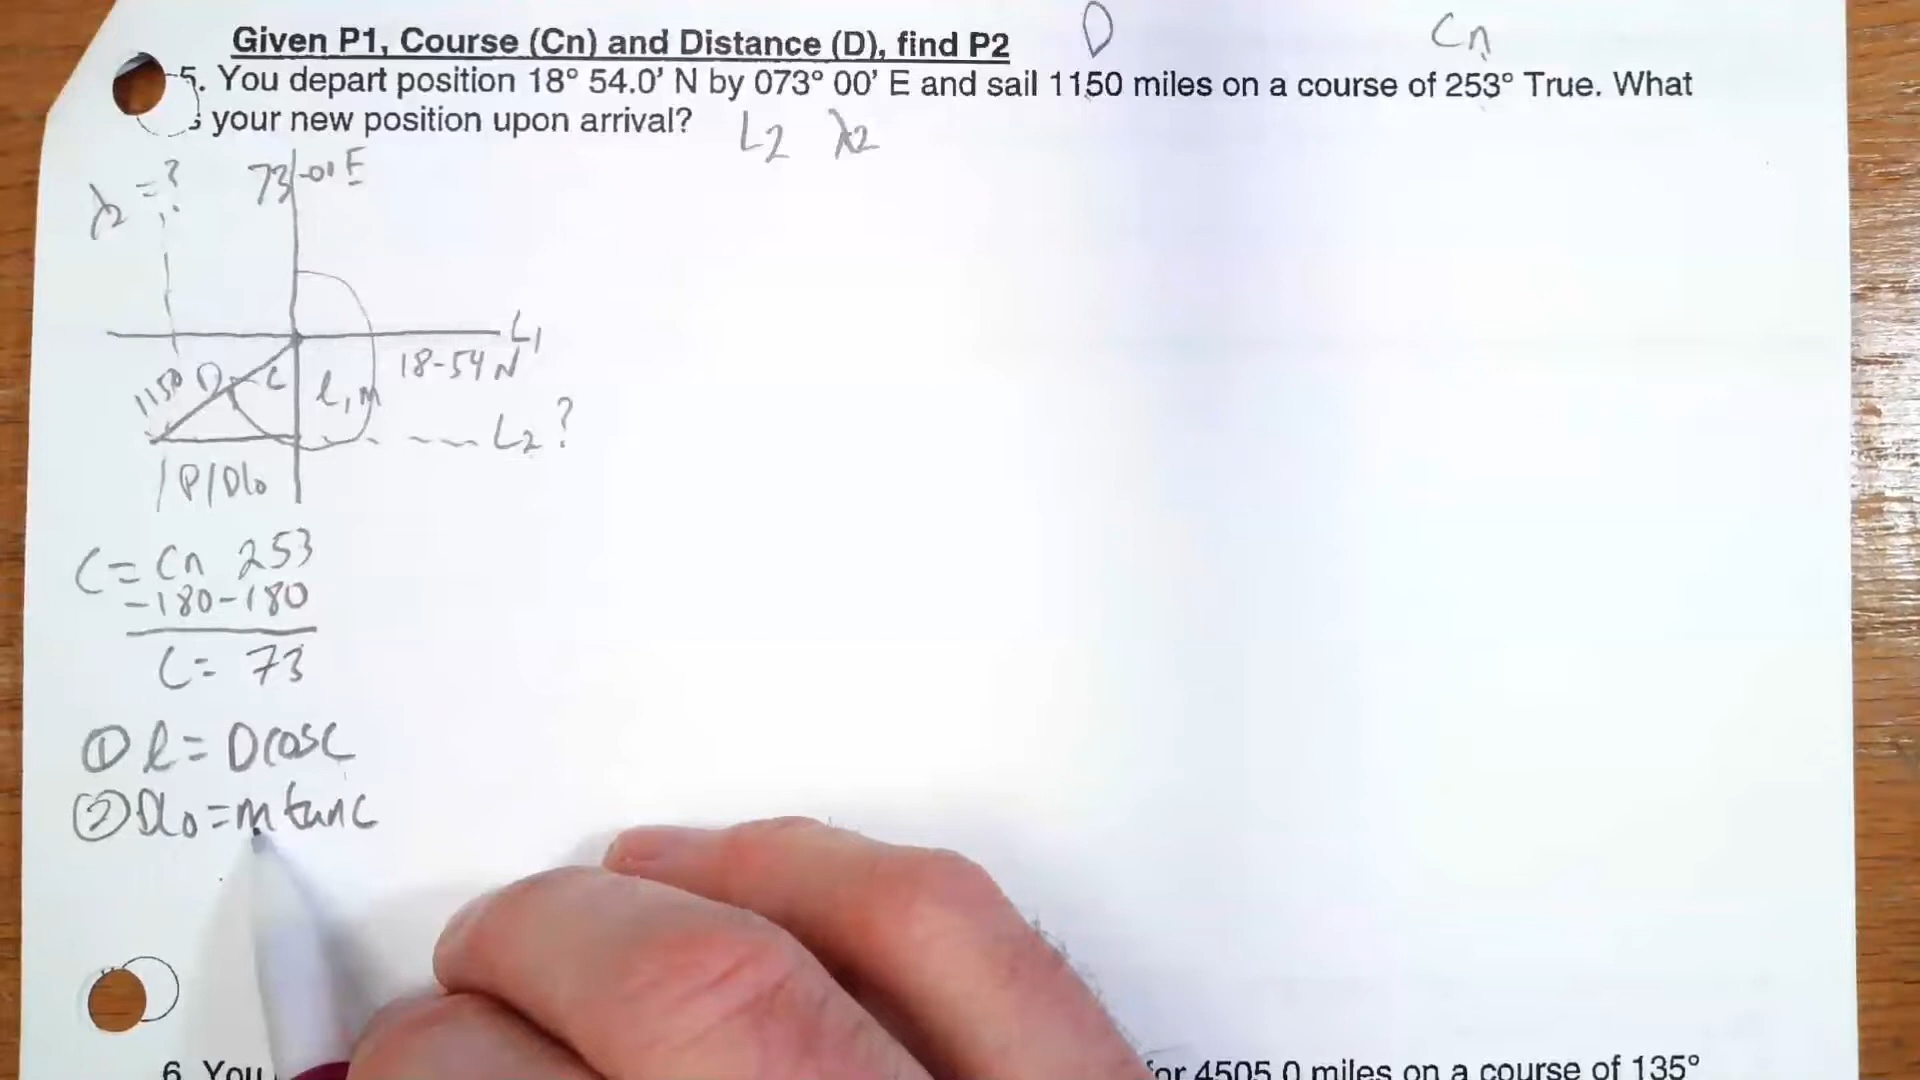 D
Cn
Given P1, Course (Cn) and Distance (D), find P2
5. You depart position 18° 54.0' N by 073° 00' E and sail 1150 miles on a course of 253° True. What
s your new position upon arrival?
L2 λ2
λ2 = ?
73-01 E
L1
18-54 N
1150 D
C
l, m
L2 ?
P/Dlo
C = Cn 253
-180 -180
C = 73
① l = D cos C
② Dlo = m tan C
6. You
for 4505.0 miles on a course of 135°